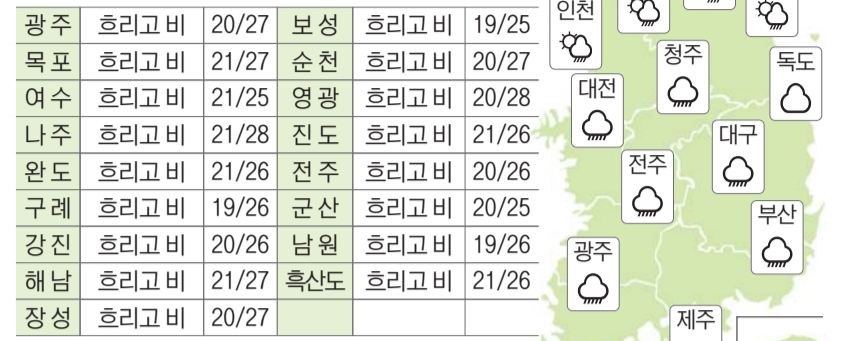 광주 흐리고 비 20/27 보성 흐리고 비 19/25
목포 흐리고 비 21/27 순천 흐리고 비 20/27
여수 흐리고 비 21/25 영광 흐리고 비 20/28
나주 흐리고 비 21/28 진도 흐리고 비 21/26
완도 흐리고 비 21/26 전주 흐리고 비 20/26
구례 흐리고 비 19/26 군산 흐리고 비 20/25
강진 흐리고 비 20/26 남원 흐리고 비 19/26
해남 흐리고 비 21/27 흑산도 흐리고 비 21/26
장성 흐리고 비 20/27
인천
청주
독도
대전
대구
전주
부산
광주
제주